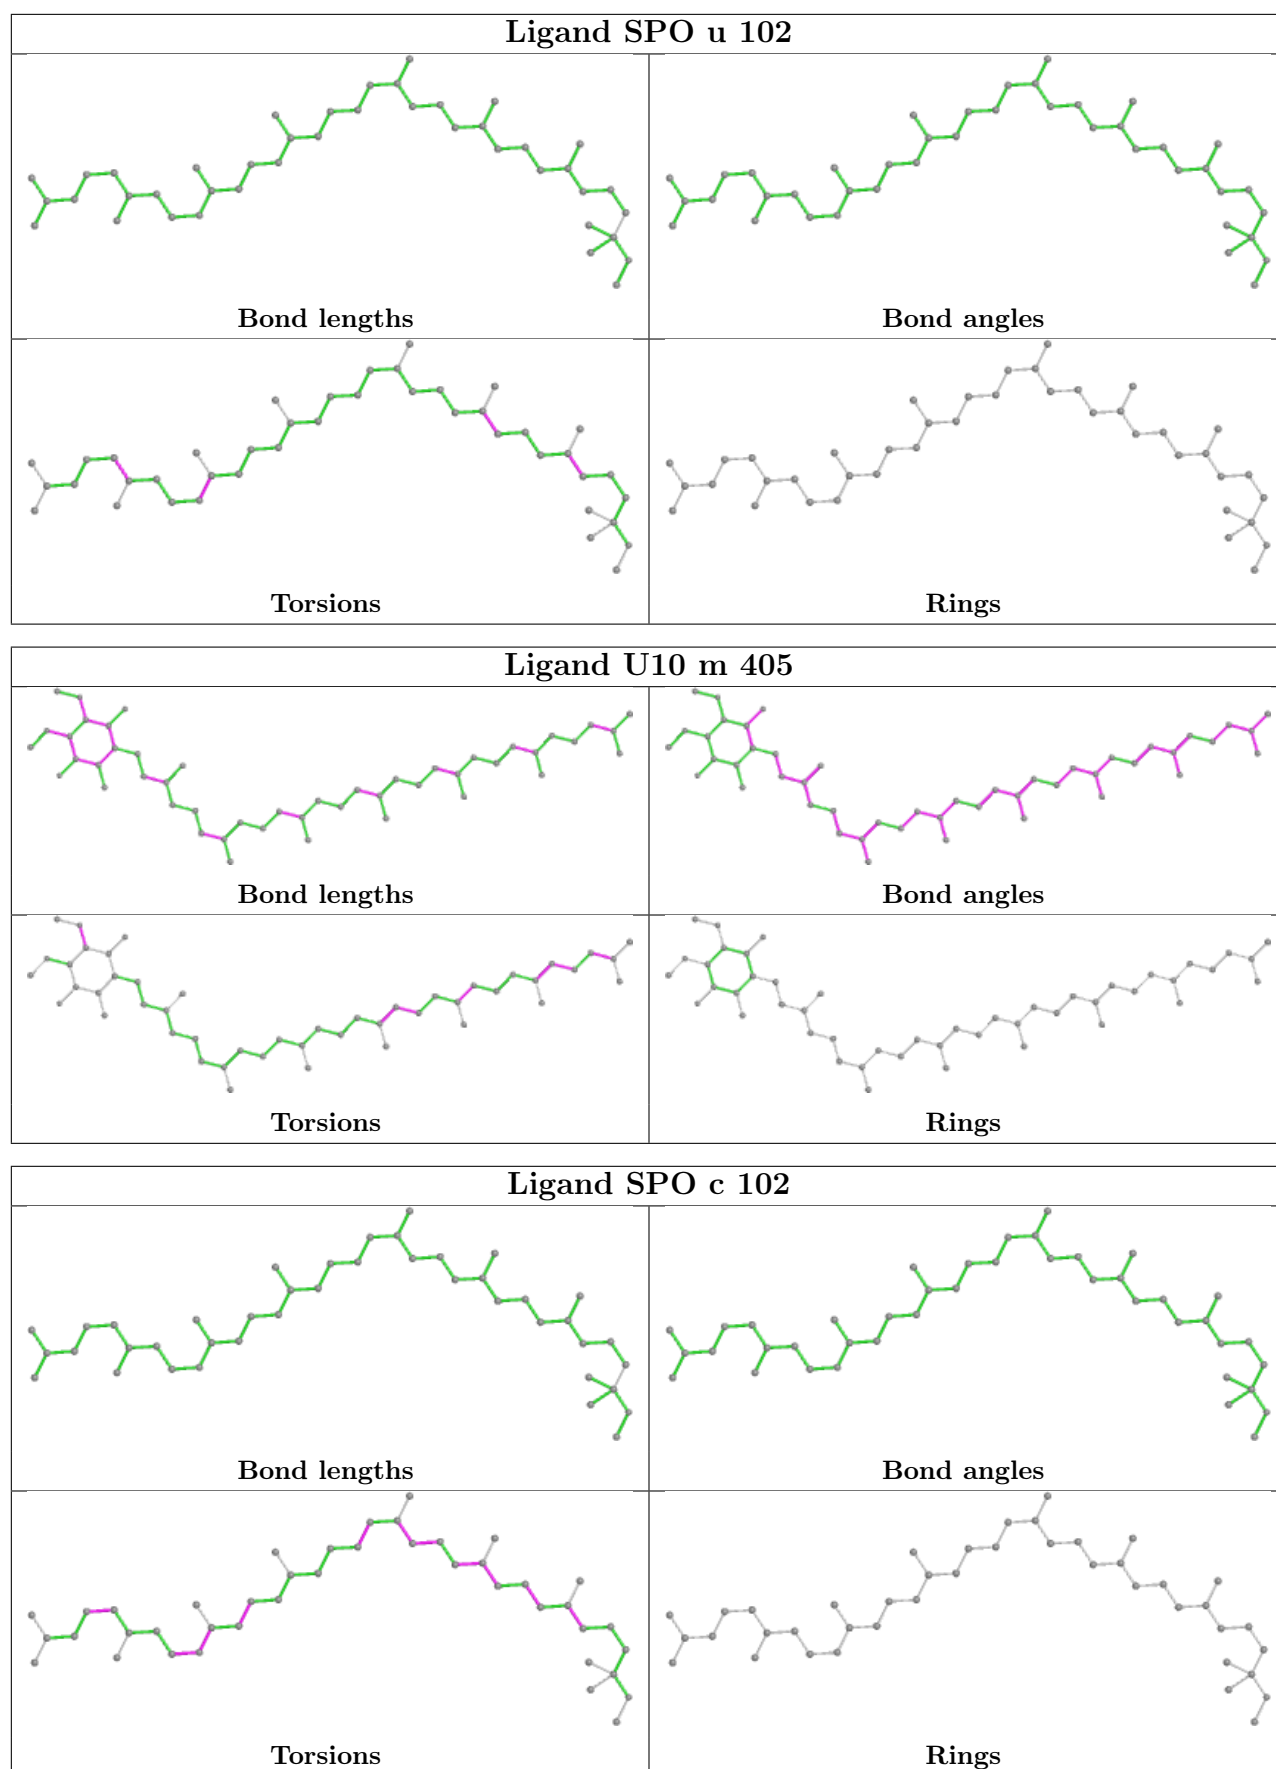 Ligand SPO u 102
Bond lengths
Bond angles
Torsions
Rings
Ligand U10 m 405
Bond lengths
Bond angles
Torsions
Rings
Ligand SPO c 102
Bond lengths
Bond angles
Torsions
Rings